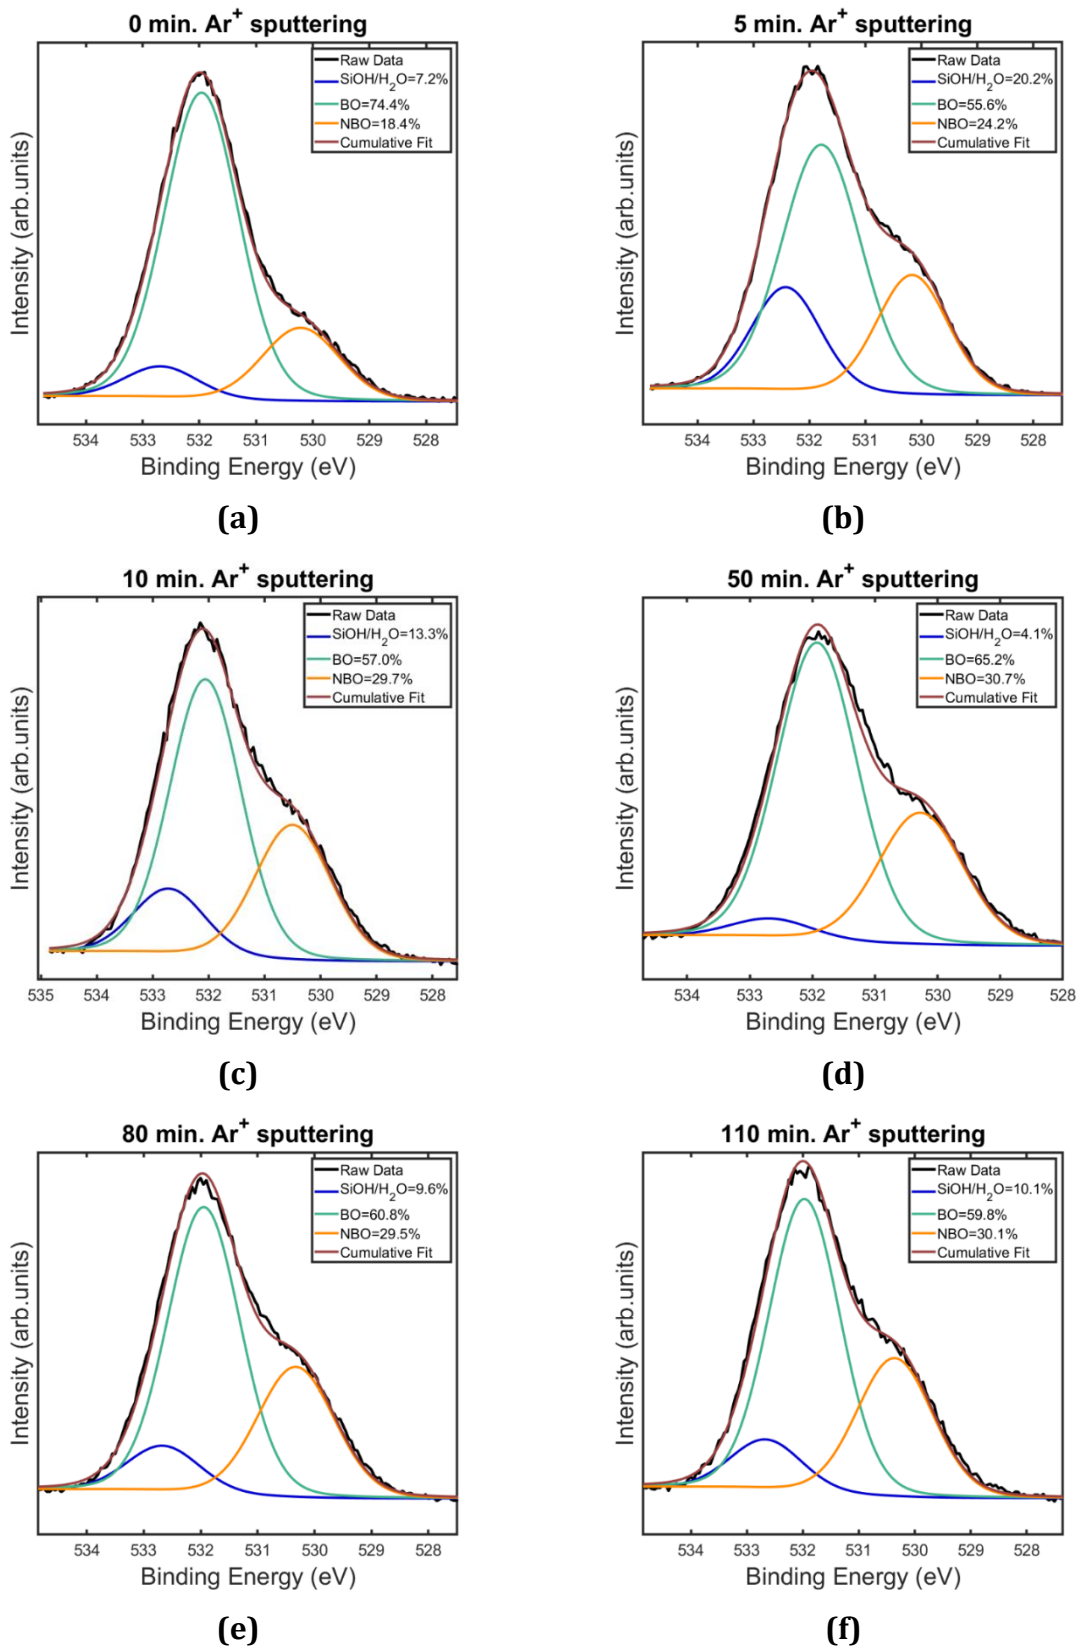 0 min. Ar⁺ sputtering
Raw Data
SiOH/H₂O=7.2%
BO=74.4%
NBO=18.4%
Cumulative Fit
Intensity (arb.units)
534 533 532 531 530 529 528
Binding Energy (eV)
(a)
5 min. Ar⁺ sputtering
Raw Data
SiOH/H₂O=20.2%
BO=55.6%
NBO=24.2%
Cumulative Fit
Intensity (arb.units)
534 533 532 531 530 529 528
Binding Energy (eV)
(b)
10 min. Ar⁺ sputtering
Raw Data
SiOH/H₂O=13.3%
BO=57.0%
NBO=29.7%
Cumulative Fit
Intensity (arb.units)
535 534 533 532 531 530 529 528
Binding Energy (eV)
(c)
50 min. Ar⁺ sputtering
Raw Data
SiOH/H₂O=4.1%
BO=65.2%
NBO=30.7%
Cumulative Fit
Intensity (arb.units)
534 533 532 531 530 529 528
Binding Energy (eV)
(d)
80 min. Ar⁺ sputtering
Raw Data
SiOH/H₂O=9.6%
BO=60.8%
NBO=29.5%
Cumulative Fit
Intensity (arb.units)
534 533 532 531 530 529 528
Binding Energy (eV)
(e)
110 min. Ar⁺ sputtering
Raw Data
SiOH/H₂O=10.1%
BO=59.8%
NBO=30.1%
Cumulative Fit
Intensity (arb.units)
534 533 532 531 530 529 528
Binding Energy (eV)
(f)